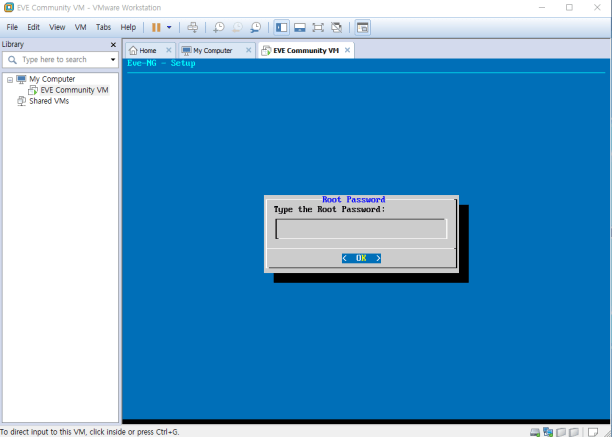 EVE Community VM - VMware Workstation
File Edit View VM Tabs Help
Library
Type here to search
My Computer
EVE Community VM
Shared VMs
Home My Computer EVE Community VM
Eve-NG - Setup
Root Password
Type the Root Password:
< OK >
To direct input to this VM, click inside or press Ctrl+G.